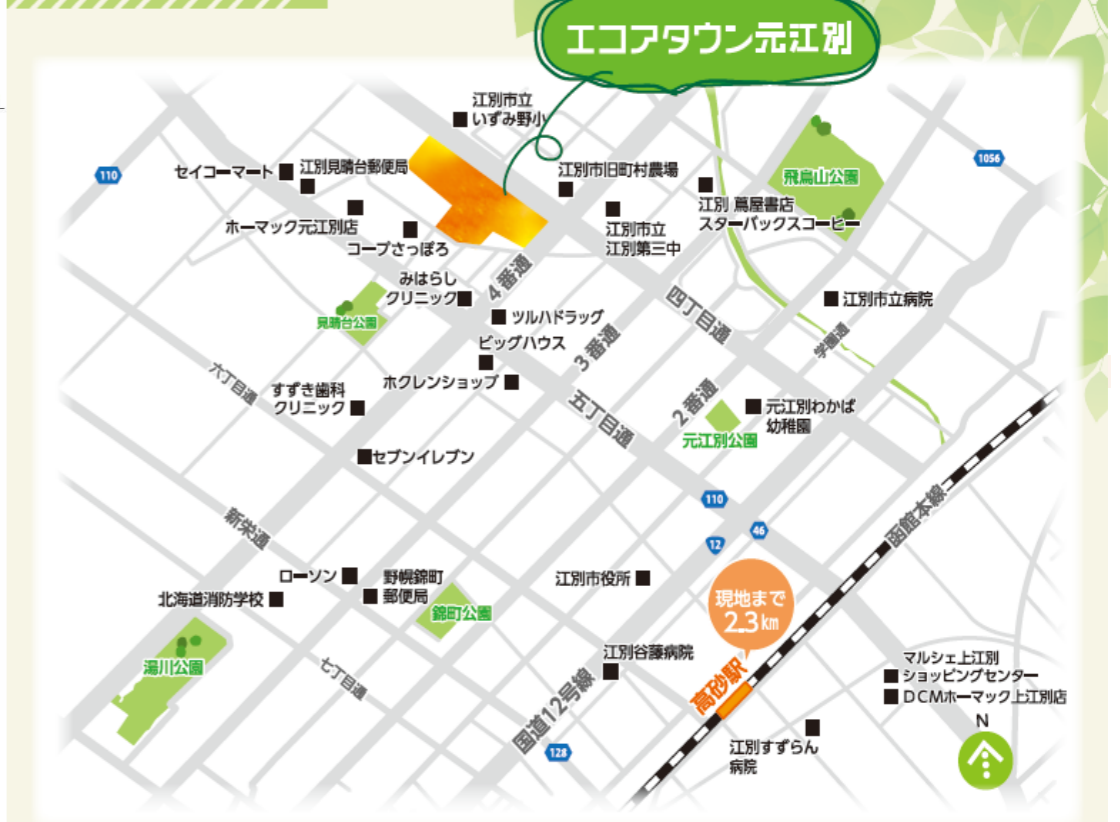 エコアタウン元江別
江別市立
いずみ野小
110
セイコーマート
江別見晴台郵便局
江別市旧町村農場
飛鳥山公園
1056
ホーマック元江別店
江別 蔦屋書店
スターバックスコーヒー
コープさっぽろ
江別市立
江別第三中
みはらし
クリニック
4番通
四丁目通
江別市立病院
見晴台公園
ツルハドラッグ
ビッグハウス
3番通
学園通
六丁目通
すずき歯科
クリニック
ホクレンショップ
五丁目通
2番通
元江別わかば
幼稚園
元江別公園
セブンイレブン
110
46
12
函館本線
新栄通
ローソン
野幌錦町
郵便局
江別市役所
現地まで
2.3km
北海道消防学校
錦町公園
湯川公園
七丁目通
江別谷藤病院
国道12号線
高砂駅
マルシェ上江別
ショッピングセンター
DCMホーマック上江別店
128
江別すずらん
病院
N